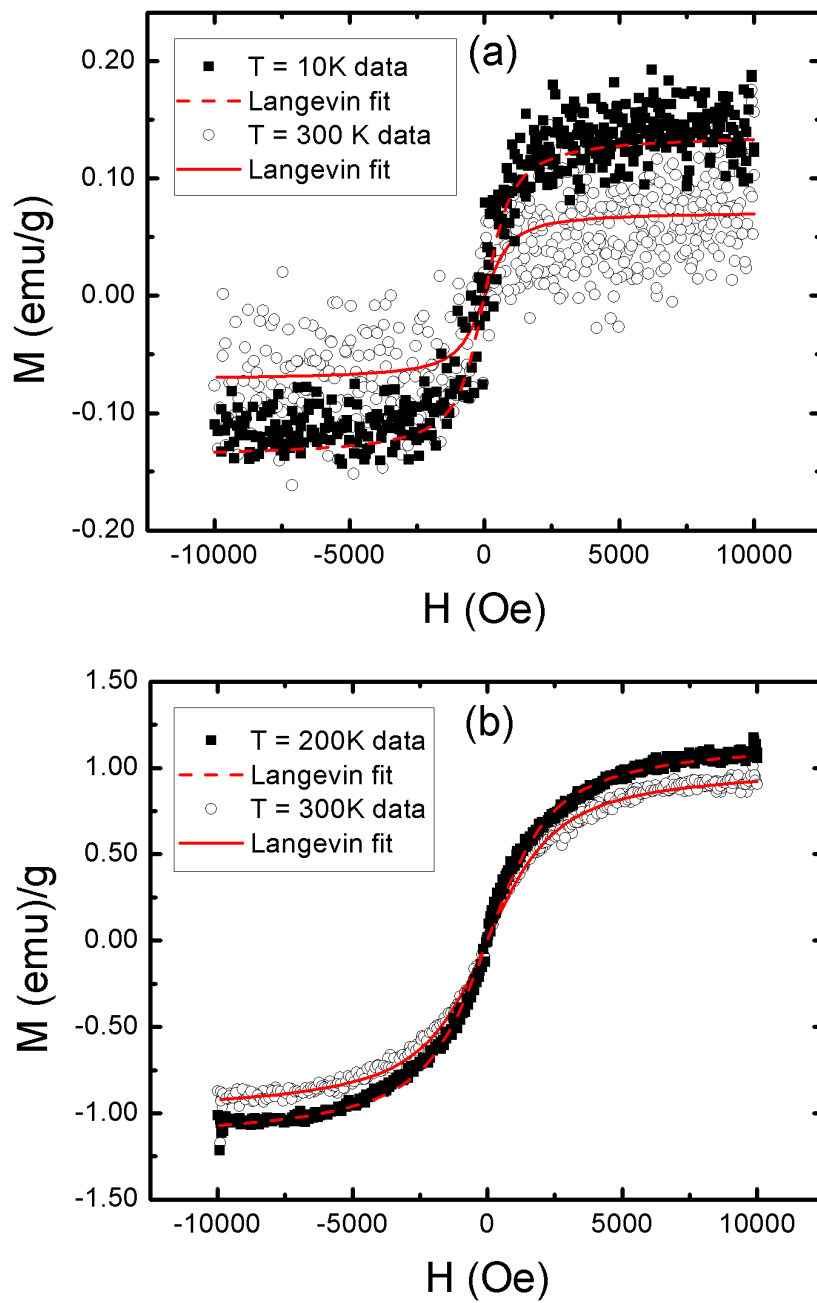 (a)
T = 10K data
Langevin fit
T = 300 K data
Langevin fit
0.20
0.10
0.00
-0.10
-0.20
M (emu/g)
-10000 -5000 0 5000 10000
H (Oe)
(b)
T = 200K data
Langevin fit
T = 300K data
Langevin fit
1.50
1.00
0.50
0.00
-0.50
-1.00
-1.50
M (emu)/g
-10000 -5000 0 5000 10000
H (Oe)